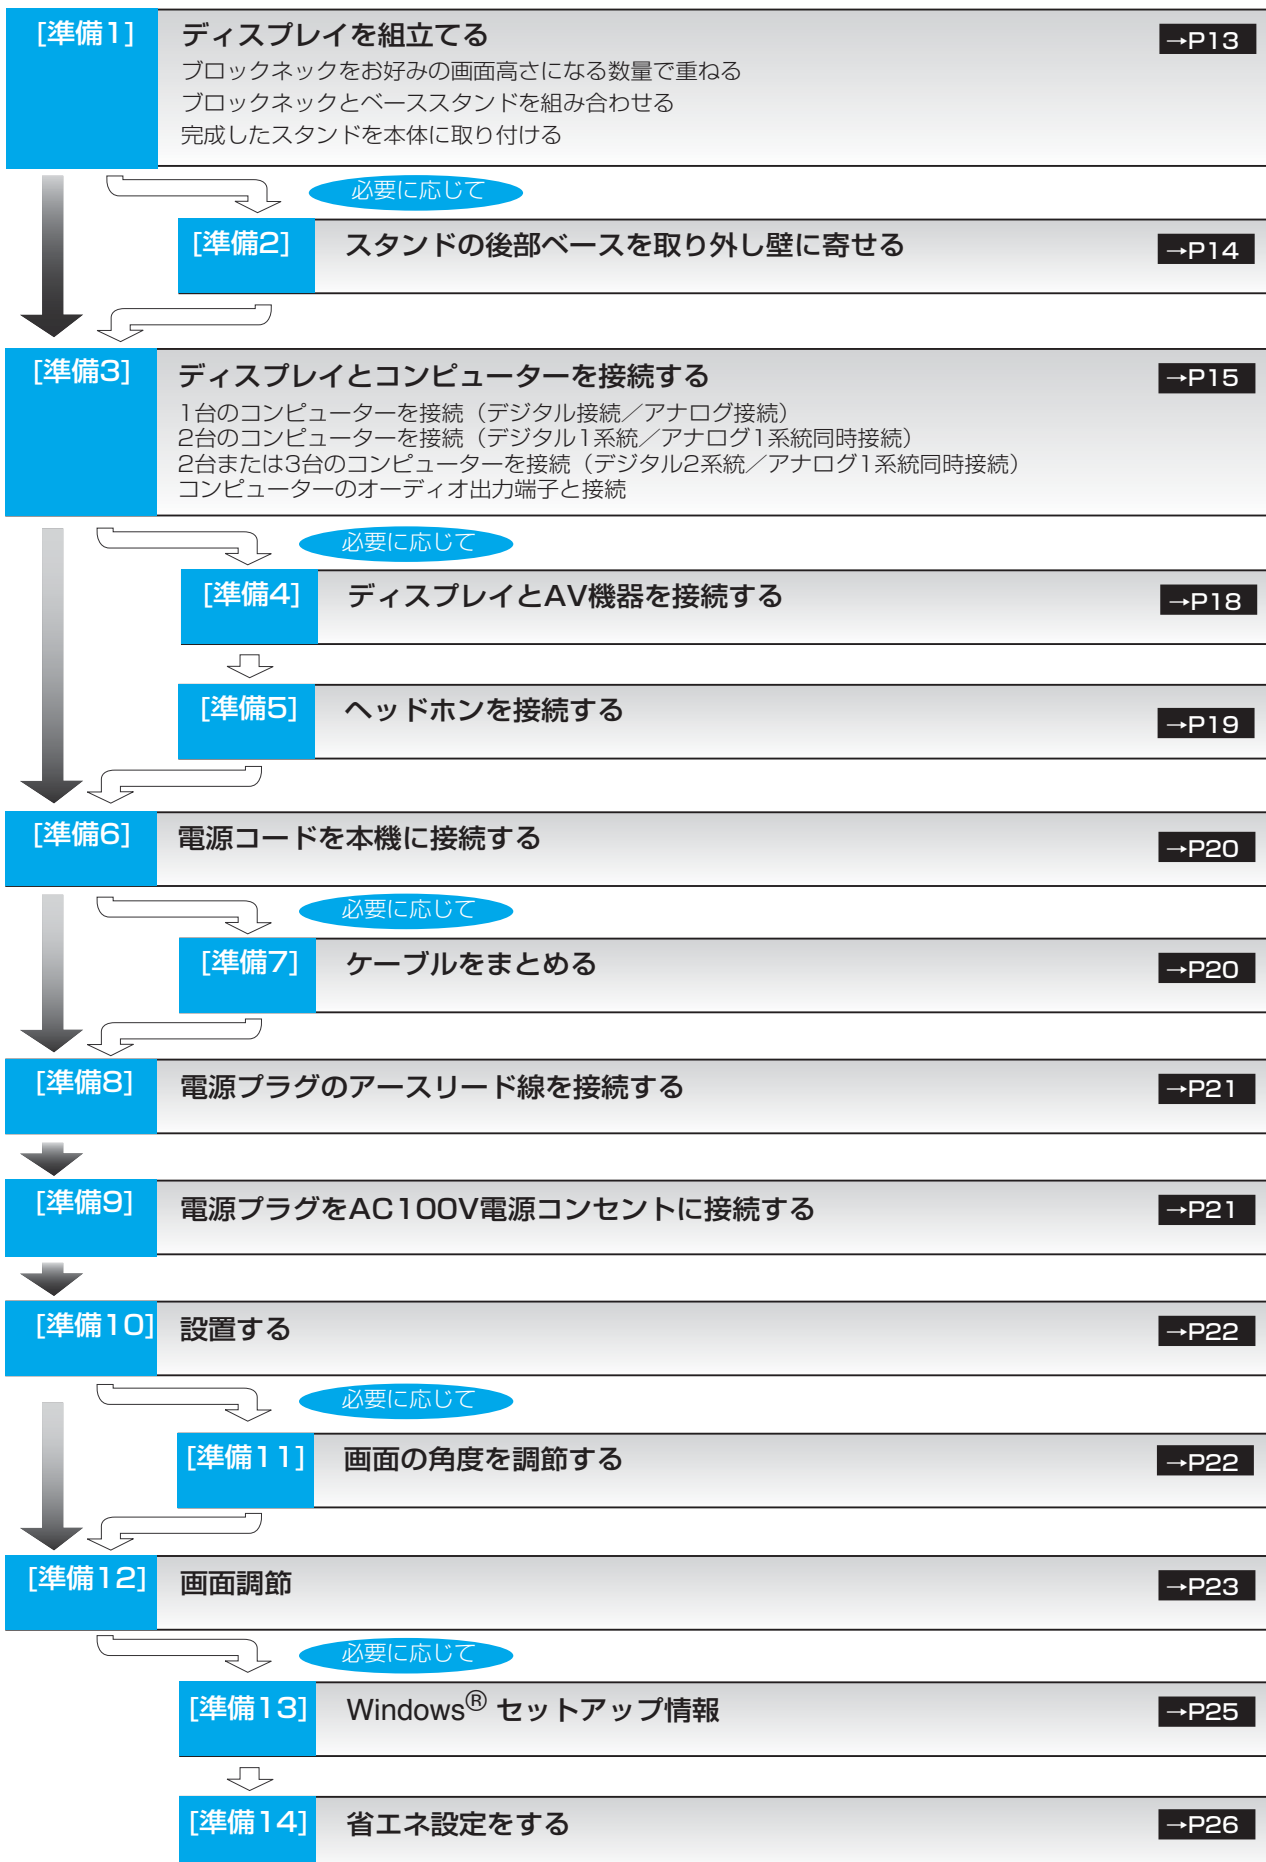 [準備1]
ディスプレイを組立てる
→P13
ブロックネックをお好みの画面高さになる数量で重ねる
ブロックネックとベーススタンドを組み合わせる
完成したスタンドを本体に取り付ける
必要に応じて
[準備2]
スタンドの後部ベースを取り外し壁に寄せる
→P14
[準備3]
ディスプレイとコンピューターを接続する
→P15
1台のコンピューターを接続（デジタル接続／アナログ接続）
2台のコンピューターを接続（デジタル1系統／アナログ1系統同時接続）
2台または3台のコンピューターを接続（デジタル2系統／アナログ1系統同時接続）
コンピューターのオーディオ出力端子と接続
必要に応じて
[準備4]
ディスプレイとAV機器を接続する
→P18
[準備5]
ヘッドホンを接続する
→P19
[準備6]
電源コードを本機に接続する
→P20
必要に応じて
[準備7]
ケーブルをまとめる
→P20
[準備8]
電源プラグのアースリード線を接続する
→P21
[準備9]
電源プラグをAC100V電源コンセントに接続する
→P21
[準備10]
設置する
→P22
必要に応じて
[準備11]
画面の角度を調節する
→P22
[準備12]
画面調節
→P23
必要に応じて
[準備13]
Windows® セットアップ情報
→P25
[準備14]
省エネ設定をする
→P26